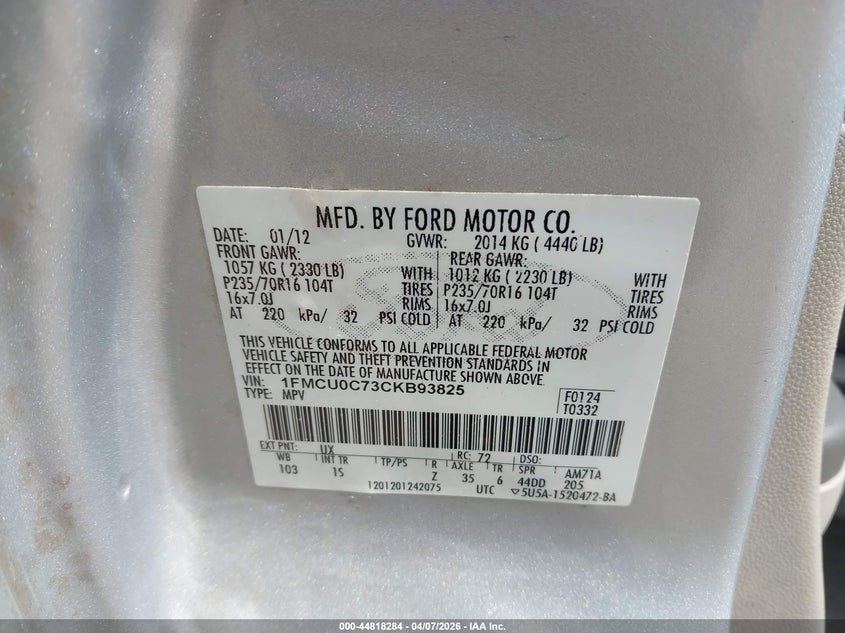 MFD. BY FORD MOTOR CO.
DATE: 01/12 GVWR: 2014 KG ( 4440 LB)
FRONT GAWR: REAR GAWR:
1057 KG ( 2330 LB) WITH 1012 KG ( 2230 LB) WITH
P235/70R16 104T TIRES P235/70R16 104T TIRES
16x7.0J RIMS 16x7.0J RIMS
AT 220 kPa/ 32 PSI COLD AT 220 kPa/ 32 PSI COLD
THIS VEHICLE CONFORMS TO ALL APPLICABLE FEDERAL MOTOR
VEHICLE SAFETY AND THEFT PREVENTION STANDARDS IN
EFFECT ON THE DATE OF MANUFACTURE SHOWN ABOVE.
VIN: 1FMCU0C73CKB93825 F0124
TYPE: MPV T0332
EXT PNT: UX RC: 72 DSO:
WB INT TR TP/PS R AXLE TR SPR AM71A
103 1S Z 35 6 44DD 205
1201201242075 UTC ▽5U5A-1520472-BA
000-44818284 | 04/07/2026 | IAA Inc.